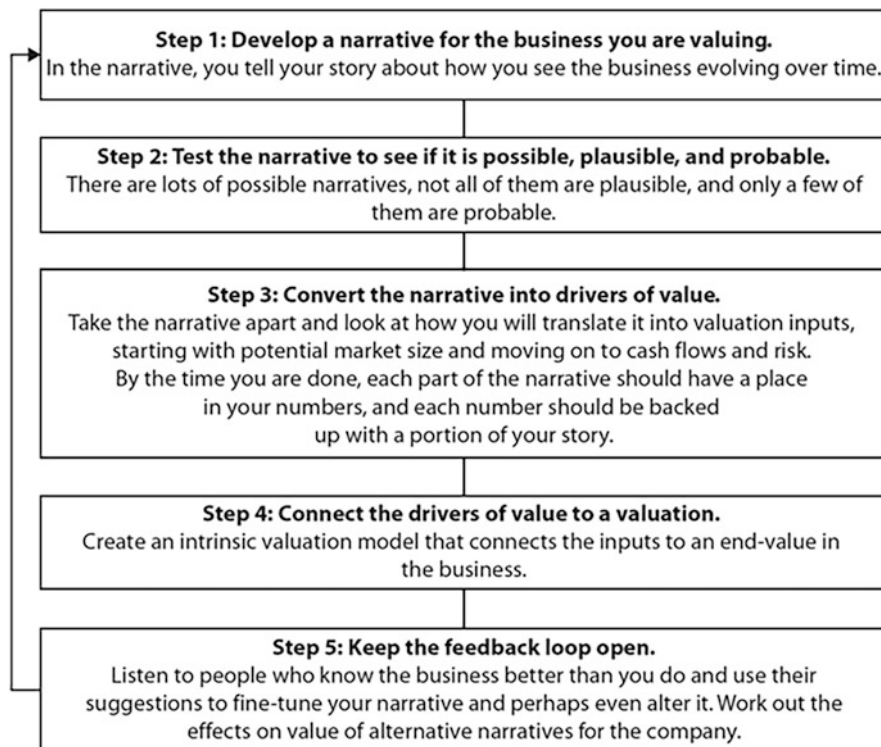 Step 1: Develop a narrative for the business you are valuing.
In the narrative, you tell your story about how you see the business evolving over time.
Step 2: Test the narrative to see if it is possible, plausible, and probable.
There are lots of possible narratives, not all of them are plausible, and only a few of
them are probable.
Step 3: Convert the narrative into drivers of value.
Take the narrative apart and look at how you will translate it into valuation inputs,
starting with potential market size and moving on to cash flows and risk.
By the time you are done, each part of the narrative should have a place
in your numbers, and each number should be backed
up with a portion of your story.
Step 4: Connect the drivers of value to a valuation.
Create an intrinsic valuation model that connects the inputs to an end-value in
the business.
Step 5: Keep the feedback loop open.
Listen to people who know the business better than you do and use their
suggestions to fine-tune your narrative and perhaps even alter it. Work out the
effects on value of alternative narratives for the company.